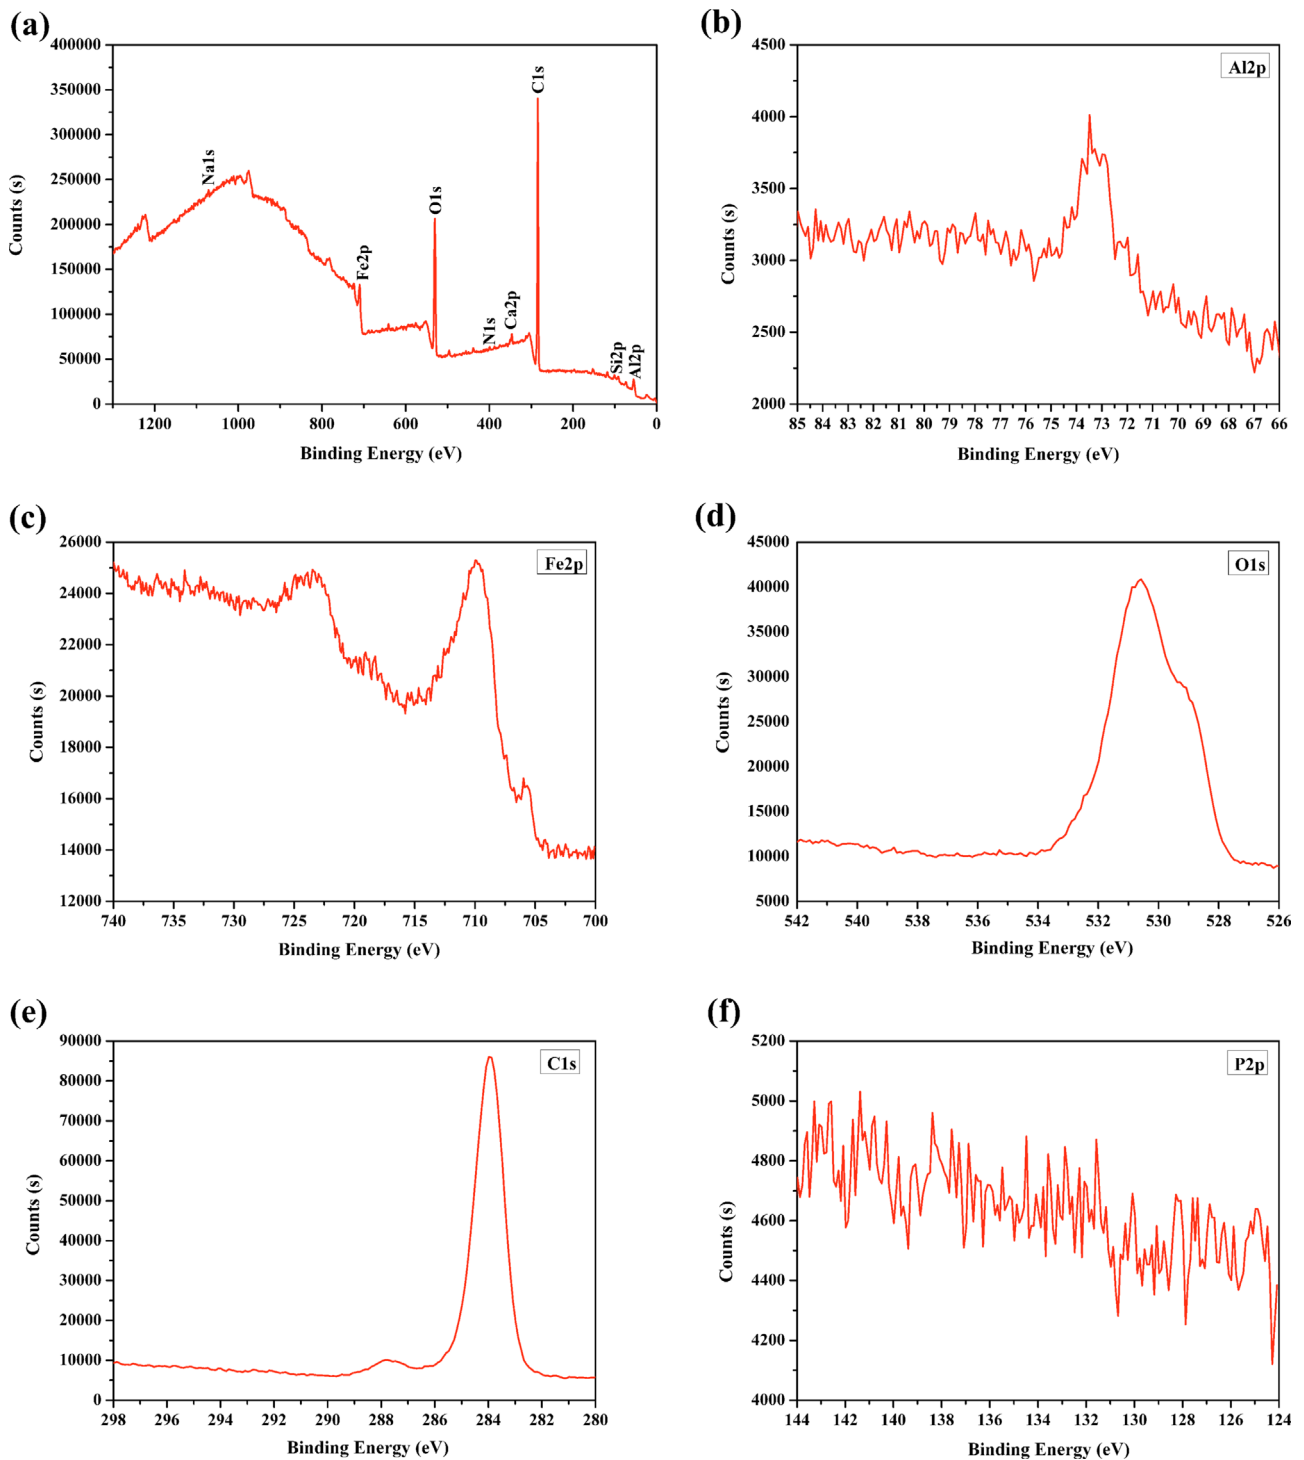 (a)
400000
350000
300000
250000
200000
150000
100000
50000
0
Counts (s)
Na1s
Fe2p
O1s
N1s
Ca2p
C1s
Si2p
Al2p
1200 1000 800 600 400 200 0
Binding Energy (eV)
(b)
Al2p
4500
4000
3500
3000
2500
2000
Counts (s)
85 84 83 82 81 80 79 78 77 76 75 74 73 72 71 70 69 68 67 66
Binding Energy (eV)
(c)
Fe2p
26000
24000
22000
20000
18000
16000
14000
12000
Counts (s)
740 735 730 725 720 715 710 705 700
Binding Energy (eV)
(d)
O1s
45000
40000
35000
30000
25000
20000
15000
10000
5000
Counts (s)
542 540 538 536 534 532 530 528 526
Binding Energy (eV)
(e)
C1s
90000
80000
70000
60000
50000
40000
30000
20000
10000
0
Counts (s)
298 296 294 292 290 288 286 284 282 280
Binding Energy (eV)
(f)
P2p
5200
5000
4800
4600
4400
4200
4000
Counts (s)
144 142 140 138 136 134 132 130 128 126 124
Binding Energy (eV)